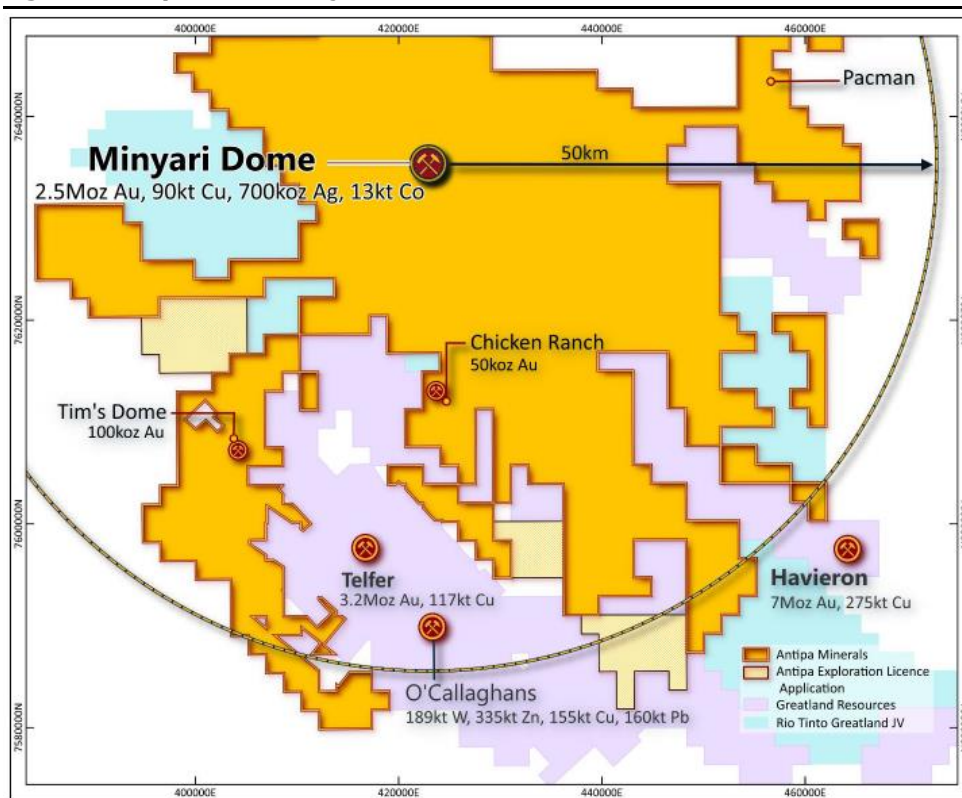 400000E
420000E
440000E
460000E
7640000N
Pacman
Minyari Dome
50km
2.5Moz Au, 90kt Cu, 700koz Ag, 13kt Co
7620000N
Chicken Ranch
50koz Au
Tim's Dome
100koz Au
7600000N
Telfer
3.2Moz Au, 117kt Cu
Havieron
7Moz Au, 275kt Cu
O'Callaghans
189kt W, 335kt Zn, 155kt Cu, 160kt Pb
Antipa Minerals
Antipa Exploration Licence
Application
Greatland Resources
Rio Tinto Greatland JV
7580000N
400000E
420000E
440000E
460000E